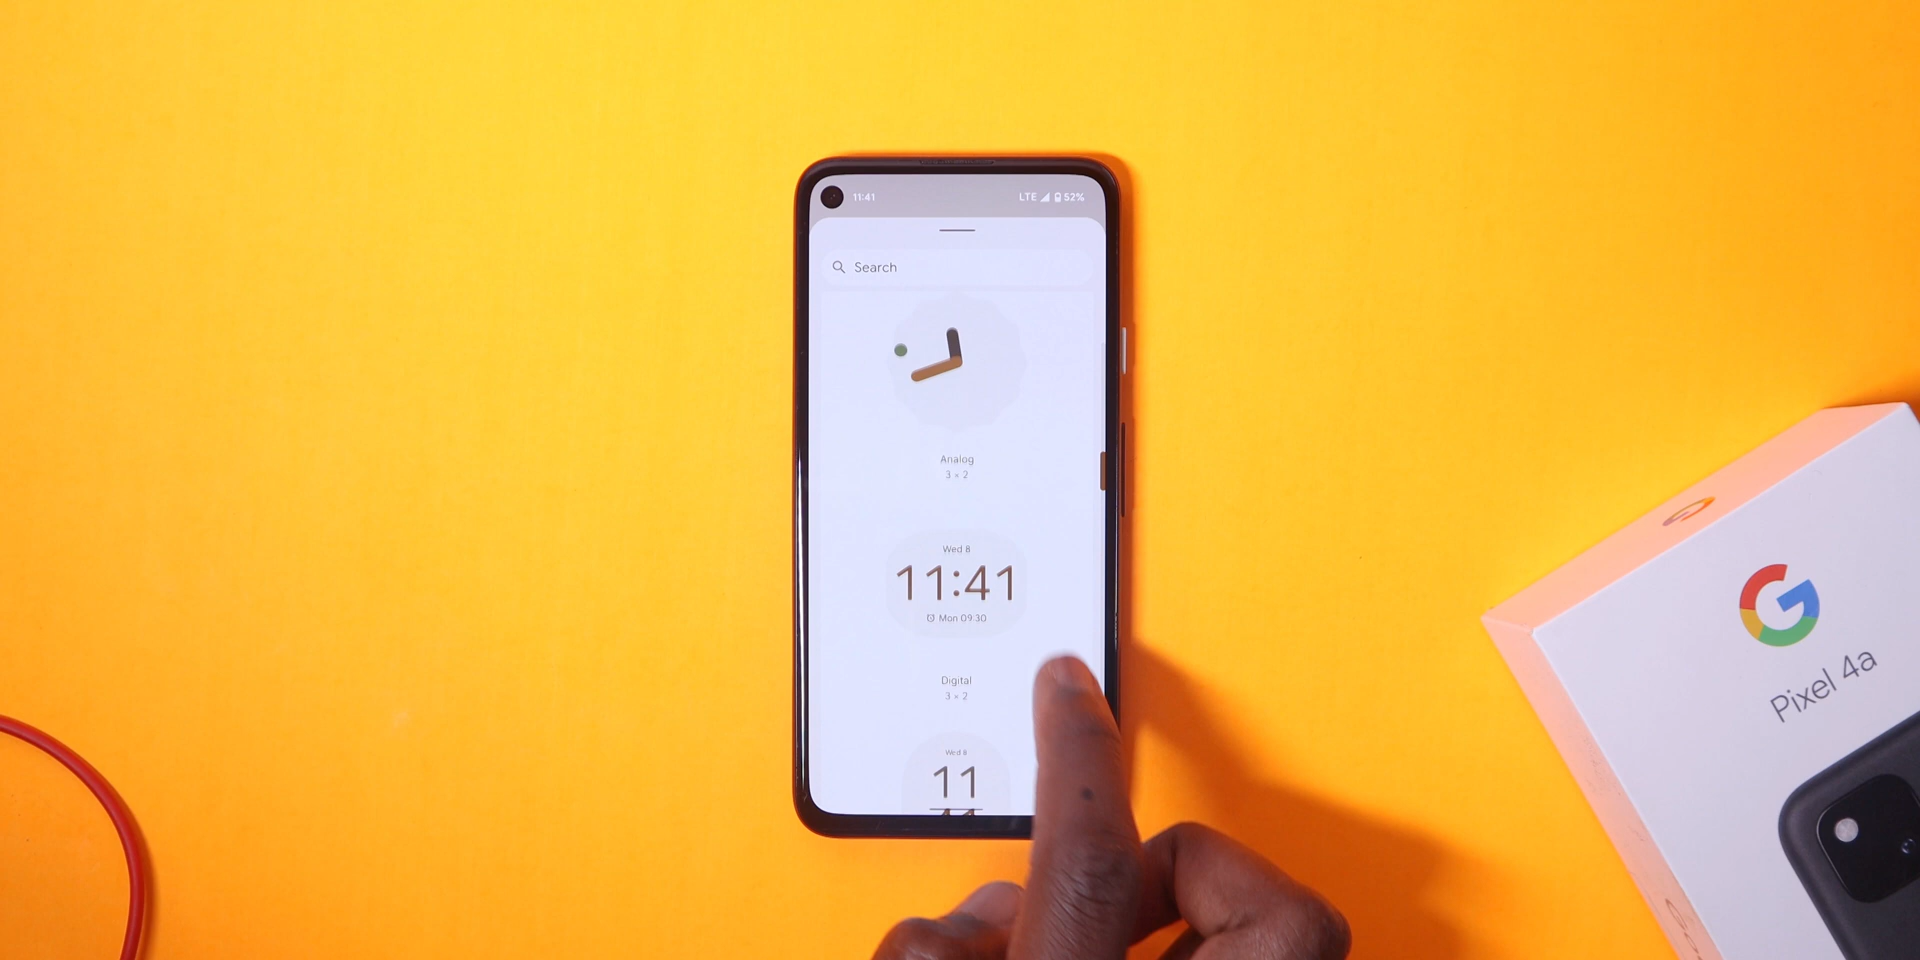 11:41
LTE 52%
Search
Analog
3 × 2
Wed 8
11:41
Mon 09:30
Digital
3 × 2
Wed 8
11
G
Pixel 4a